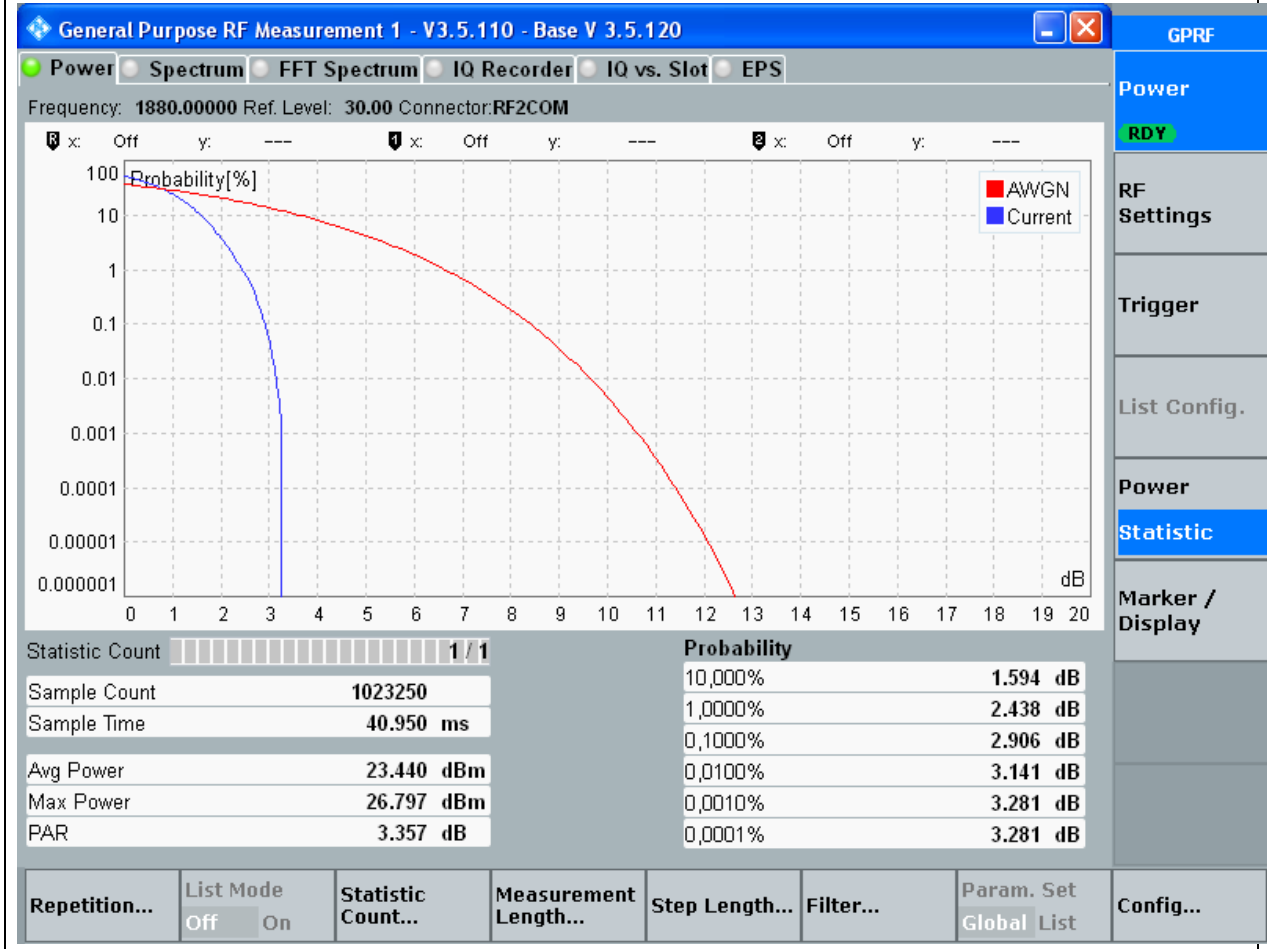 General Purpose RF Measurement 1 - V3.5.110 - Base V 3.5.120
GPRF
Power Spectrum FFT Spectrum IQ Recorder IQ vs. Slot EPS
Frequency: 1880.00000 Ref. Level: 30.00 Connector:RF2COM
R x: Off y: --- 1 x: Off y: --- 2 x: Off y: ---
Probability[%]
AWGN
Current
100
10
1
0.1
0.01
0.001
0.0001
0.00001
0.000001
dB
0 1 2 3 4 5 6 7 8 9 10 11 12 13 14 15 16 17 18 19 20
Statistic Count 1 / 1
Sample Count 1023250
Sample Time 40.950 ms
Avg Power 23.440 dBm
Max Power 26.797 dBm
PAR 3.357 dB
Probability
10,000% 1.594 dB
1,0000% 2.438 dB
0,1000% 2.906 dB
0,0100% 3.141 dB
0,0010% 3.281 dB
0,0001% 3.281 dB
Power
RDY
RF
Settings
Trigger
List Config.
Power
Statistic
Marker /
Display
Repetition...
List Mode
Off On
Statistic
Count...
Measurement
Length...
Step Length...
Filter...
Param. Set
Global List
Config...